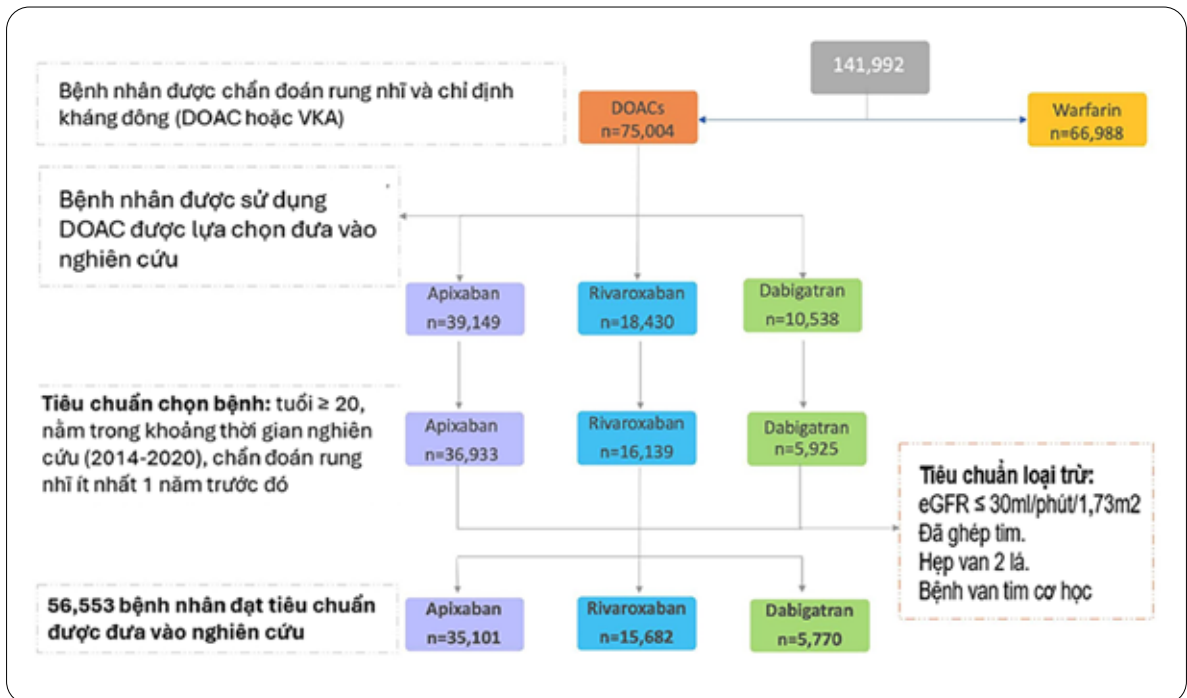 141,992
Bệnh nhân được chẩn đoán rung nhĩ và chỉ định
kháng đông (DOAC hoặc VKA)
DOACs
n=75,004
Warfarin
n=66,988
Bệnh nhân được sử dụng
DOAC được lựa chọn đưa vào
nghiên cứu
Apixaban
n=39,149
Rivaroxaban
n=18,430
Dabigatran
n=10,538
Tiêu chuẩn chọn bệnh: tuổi ≥ 20,
nằm trong khoảng thời gian nghiên
cứu (2014-2020), chẩn đoán rung
nhĩ ít nhất 1 năm trước đó
Apixaban
n=36,933
Rivaroxaban
n=16,139
Dabigatran
n=5,925
Tiêu chuẩn loại trừ:
eGFR ≤ 30ml/phút/1,73m2
Đã ghép tim.
Hẹp van 2 lá.
Bệnh van tim cơ học
56,553 bệnh nhân đạt tiêu chuẩn
được đưa vào nghiên cứu
Apixaban
n=35,101
Rivaroxaban
n=15,682
Dabigatran
n=5,770